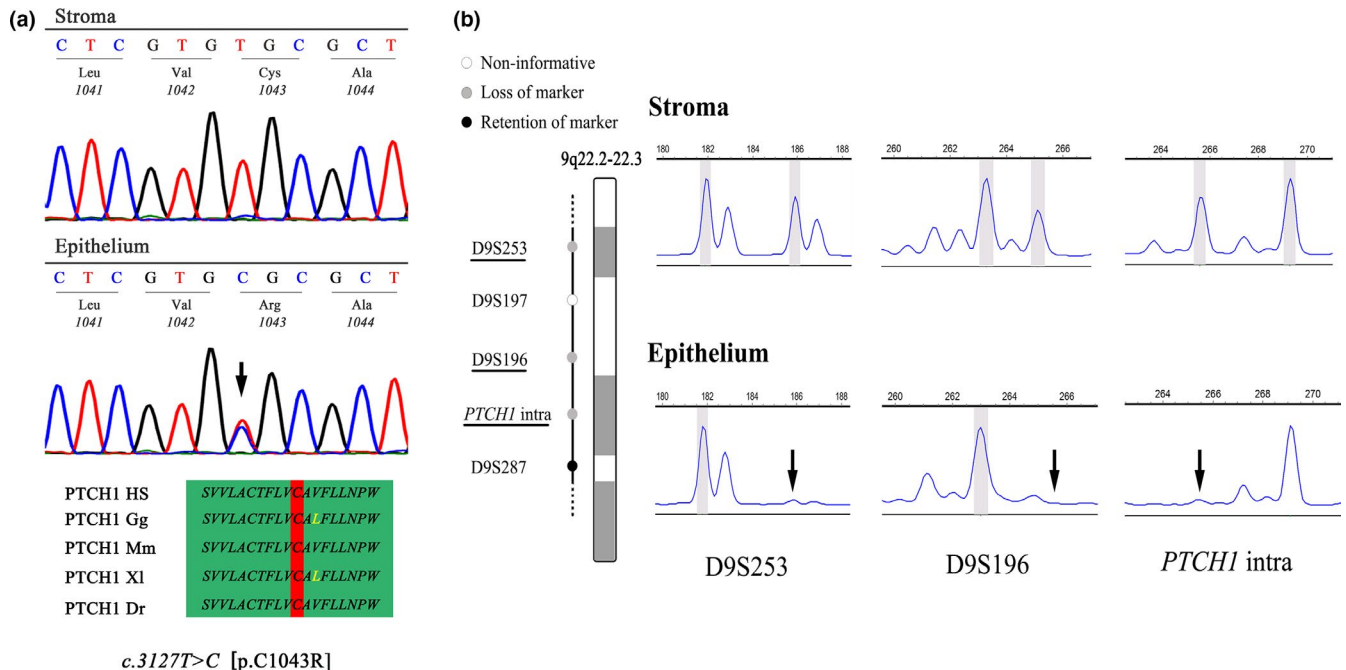 (a)
Stroma
C T C G T G T G C G C T
Leu Val Cys Ala
1041 1042 1043 1044
Epithelium
C T C G T G C G C G C T
Leu Val Arg Ala
1041 1042 1043 1044
PTCH1 HS SVVLACTFLVCAVFLLNPW
PTCH1 Gg SVVLACTFLVCALFLLNPW
PTCH1 Mm SVVLACTFLVCAVFLLNPW
PTCH1 Xl SVVLACTFLVCALFLLNPW
PTCH1 Dr SVVLACTFLVCAVFLLNPW
c.3127T>C [p.C1043R]
(b)
Non-informative
Loss of marker
Retention of marker
9q22.2-22.3
D9S253
D9S197
D9S196
PTCH1 intra
D9S287
Stroma
180 182 184 186 188
260 262 264 266
264 266 268 270
Epithelium
180 182 184 186 188
260 262 264 266
264 266 268 270
D9S253
D9S196
PTCH1 intra